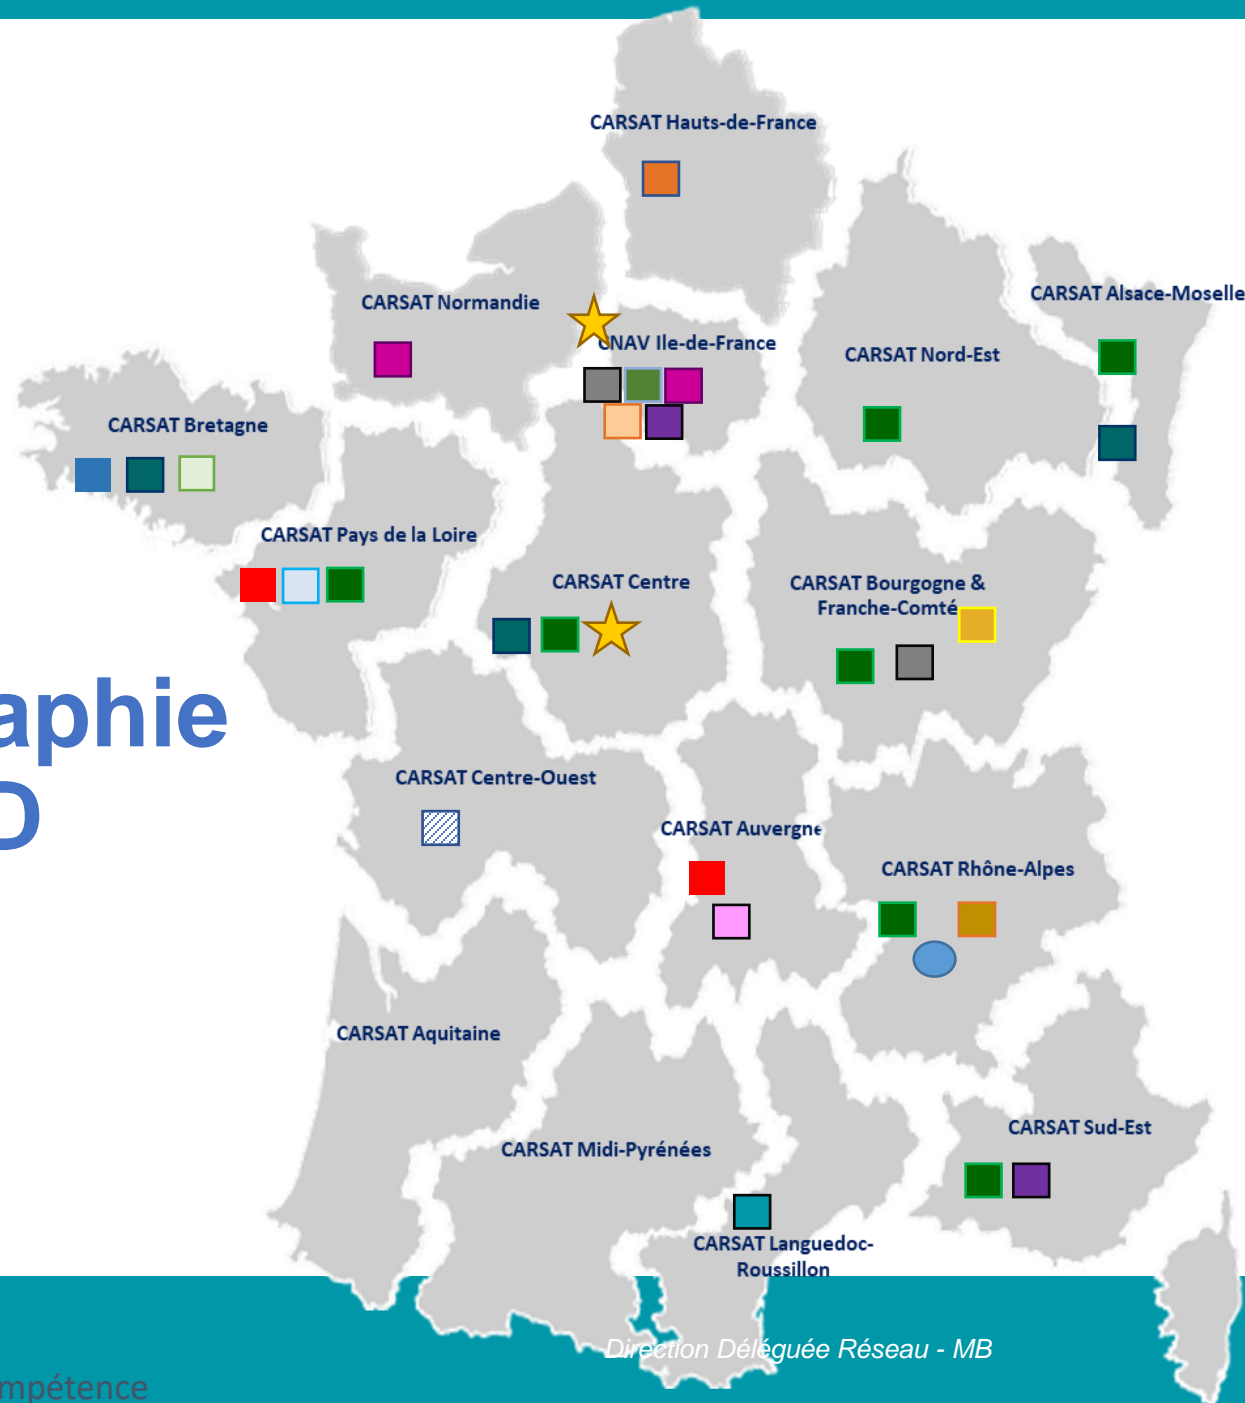 CARSAT Hauts-de-France
CARSAT Alsace-Moselle
CARSAT Normandie
CNAV Ile-de-France
CARSAT Nord-Est
CARSAT Bretagne
CARSAT Pays de la Loire
CARSAT Centre
CARSAT Bourgogne &
Franche-Comté
aphie
D
CARSAT Centre-Ouest
CARSAT Auvergne
CARSAT Rhône-Alpes
CARSAT Aquitaine
CARSAT Sud-Est
CARSAT Midi-Pyrénées
CARSAT Languedoc-
Roussillon
Direction Déléguée Réseau - MB
mpétence